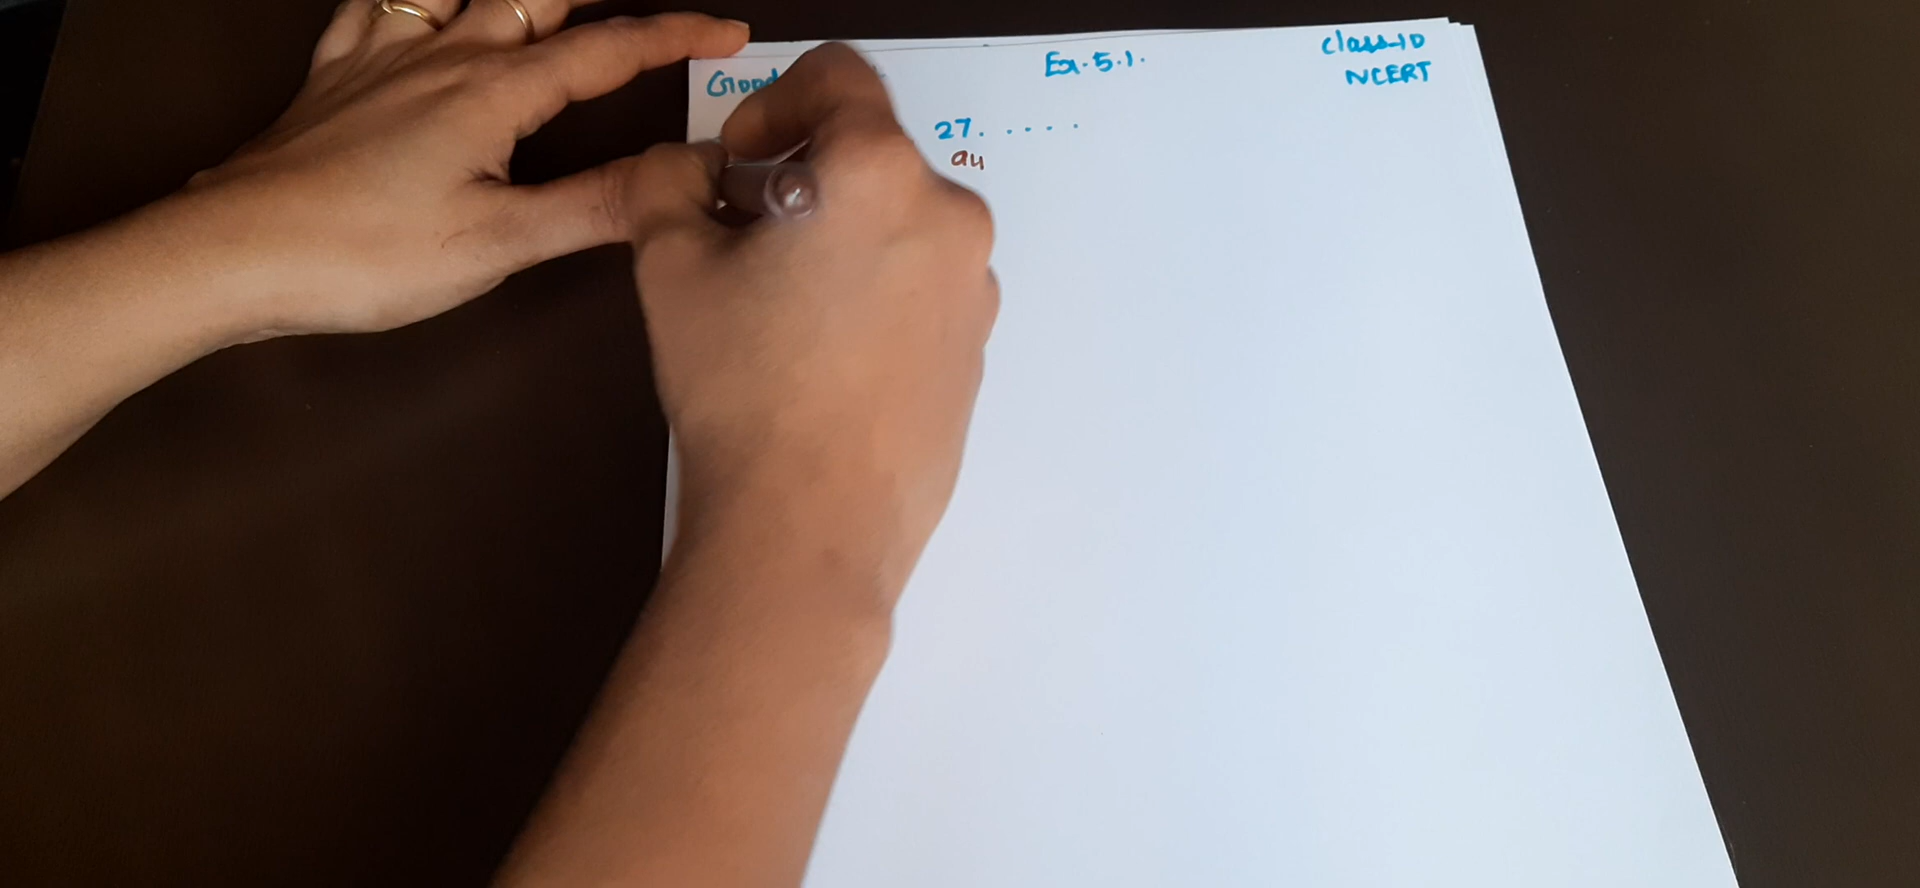 Ex. 5.1.
Class-10
NCERT
27. . . . .
a4